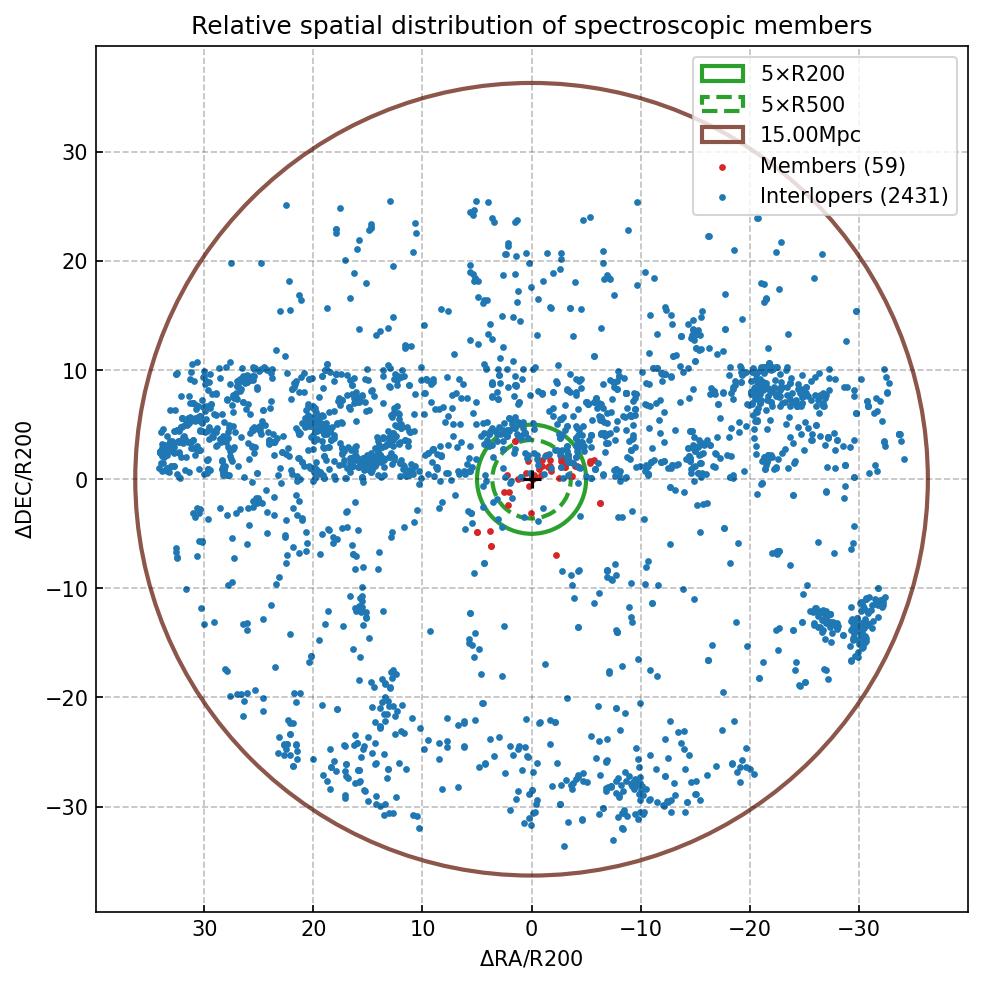 Relative spatial distribution of spectroscopic members
5×R200
5×R500
15.00Mpc
Members (59)
Interlopers (2431)
ΔDEC/R200
30
20
10
0
−10
−20
−30
30
20
10
0
−10
−20
−30
ΔRA/R200